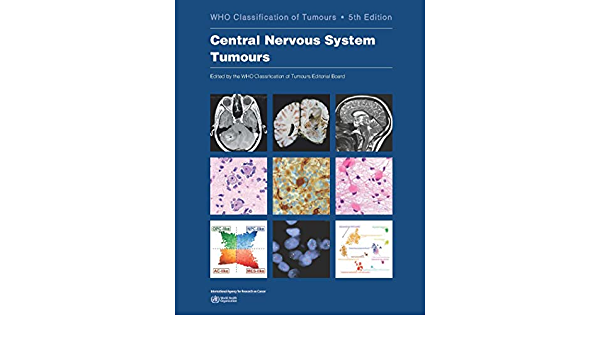 WHO Classification of Tumours • 5th Edition
Central Nervous System
Tumours
Edited by the WHO Classification of Tumours Editorial Board
OPC-like NPC-like
AC-like MES-like
International Agency for Research on Cancer
World Health
Organization